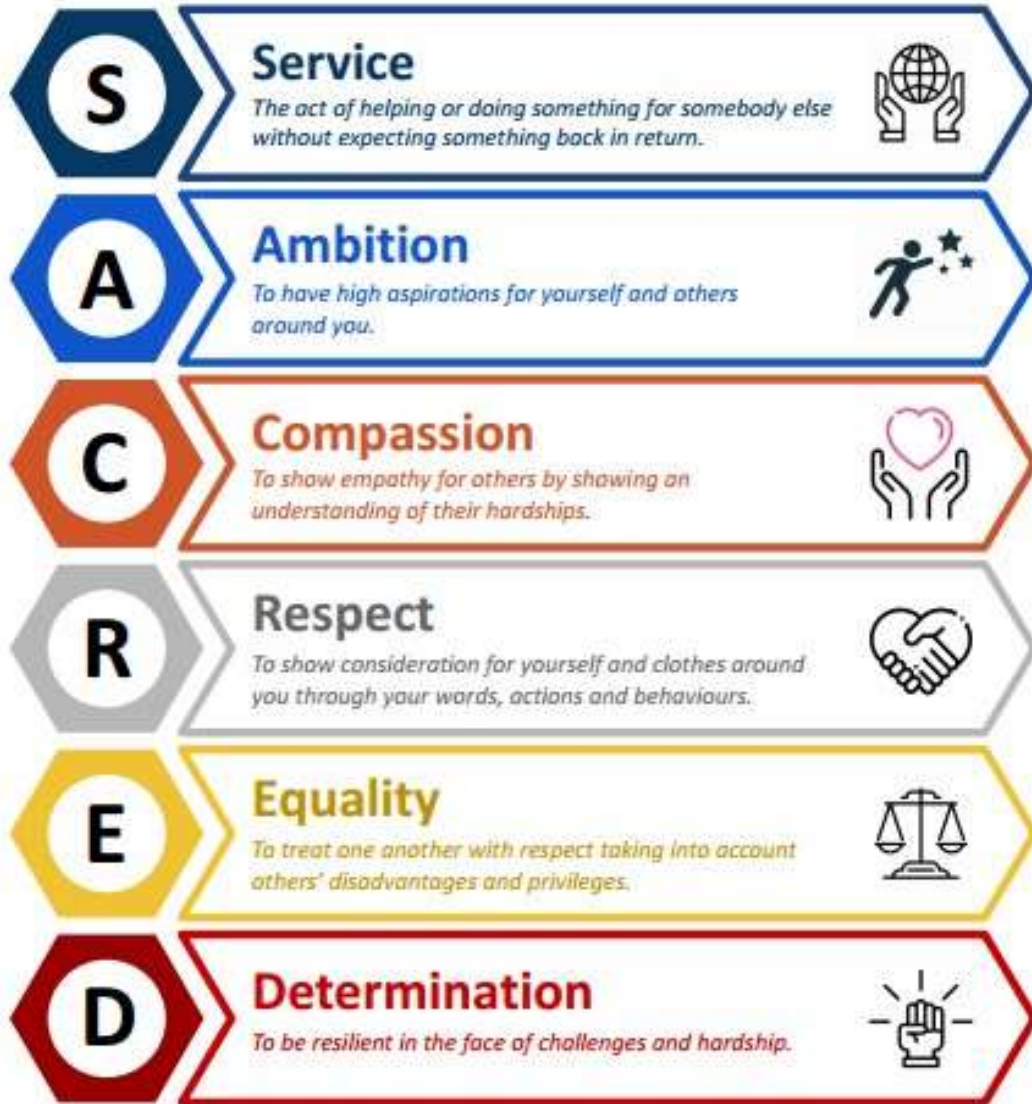 S
Service
The act of helping or doing something for somebody else
without expecting something back in return.
A
Ambition
To have high aspirations for yourself and others
around you.
C
Compassion
To show empathy for others by showing an
understanding of their hardships.
R
Respect
To show consideration for yourself and clothes around
you through your words, actions and behaviours.
E
Equality
To treat one another with respect taking into account
others' disadvantages and privileges.
D
Determination
To be resilient in the face of challenges and hardship.